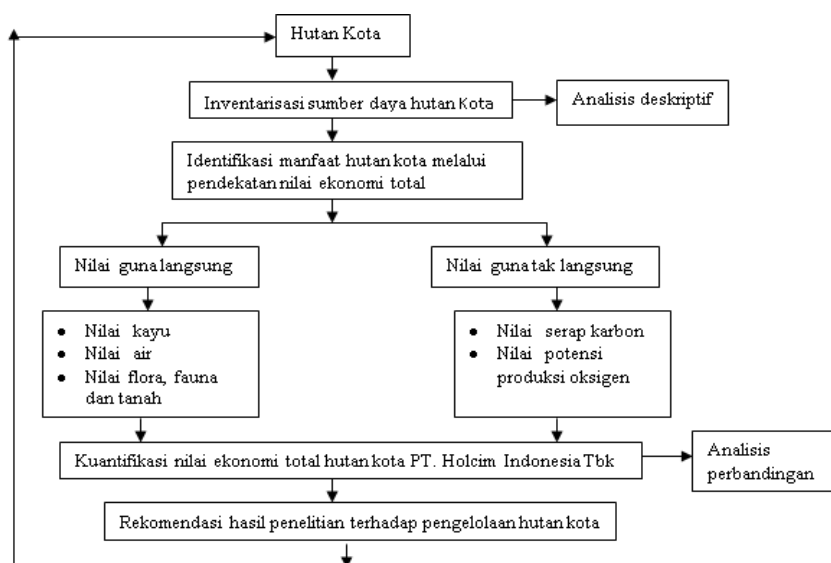 Hutan Kota
Inventarisasi sumber daya hutan Kota
Analisis deskriptif
Identifikasi manfaat hutan kota melalui
pendekatan nilai ekonomi total
Nilai guna langsung
Nilai guna tak langsung
● Nilai kayu
● Nilai air
● Nilai flora, fauna
dan tanah
● Nilai serap karbon
● Nilai potensi
produksi oksigen
Kuantifikasi nilai ekonomi total hutan kota PT. Holcim Indonesia Tbk
Analisis
perbandingan
Rekomendasi hasil penelitian terhadap pengelolaan hutan kota